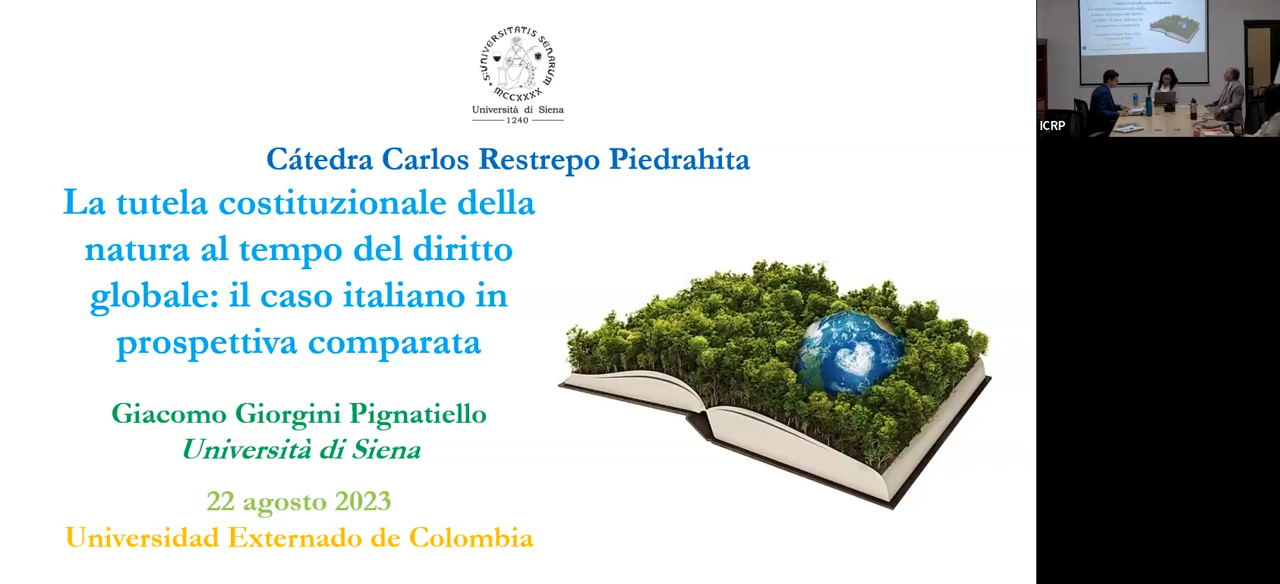 S·UNIVERSITATIS SENARUM
MCCXXXX
Università di Siena
1240
Cátedra Carlos Restrepo Piedrahita
La tutela costituzionale della
natura al tempo del diritto
globale: il caso italiano in
prospettiva comparata
Giacomo Giorgini Pignatiello
Università di Siena
22 agosto 2023
Universidad Externado de Colombia
ICRP